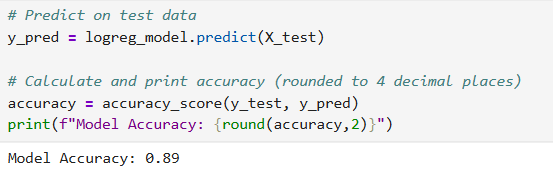 # Predict on test data
y_pred = logreg_model.predict(X_test)
# Calculate and print accuracy (rounded to 4 decimal places)
accuracy = accuracy_score(y_test, y_pred)
print(f"Model Accuracy: {round(accuracy,2)}")
Model Accuracy: 0.89